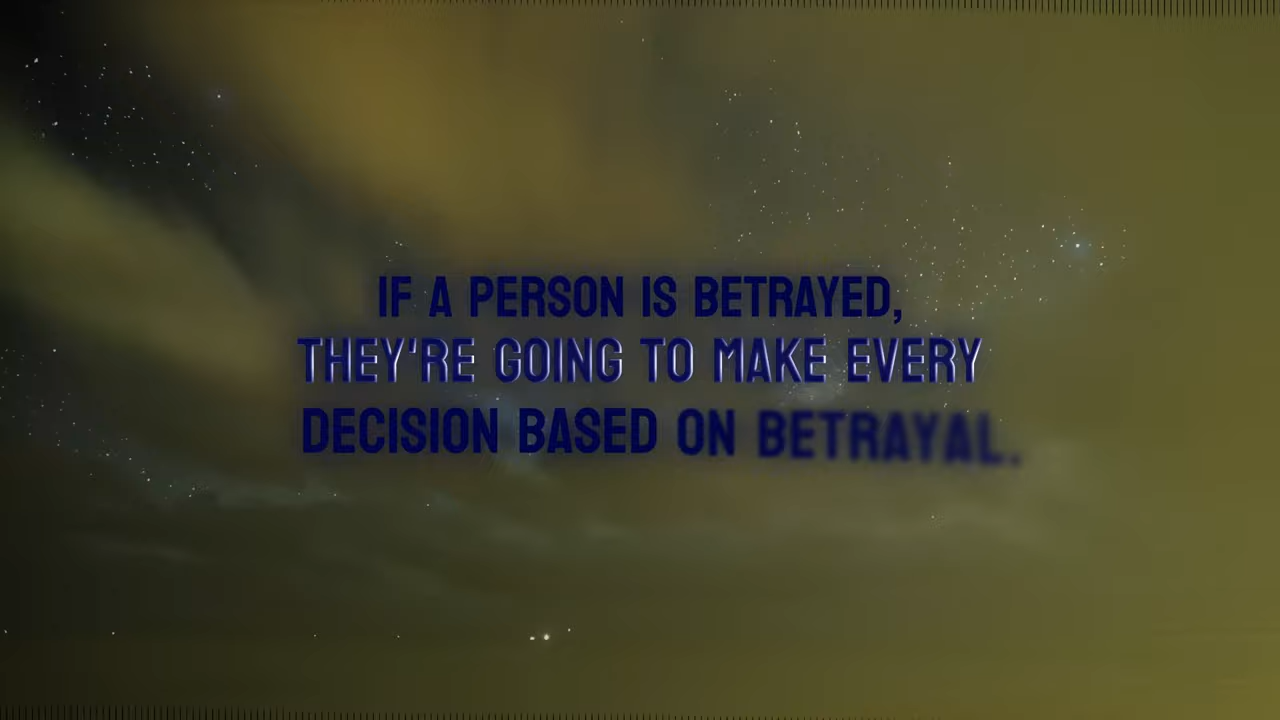 IF A PERSON IS BETRAYED,
THEY'RE GOING TO MAKE EVERY
DECISION BASED ON BETRAYAL.